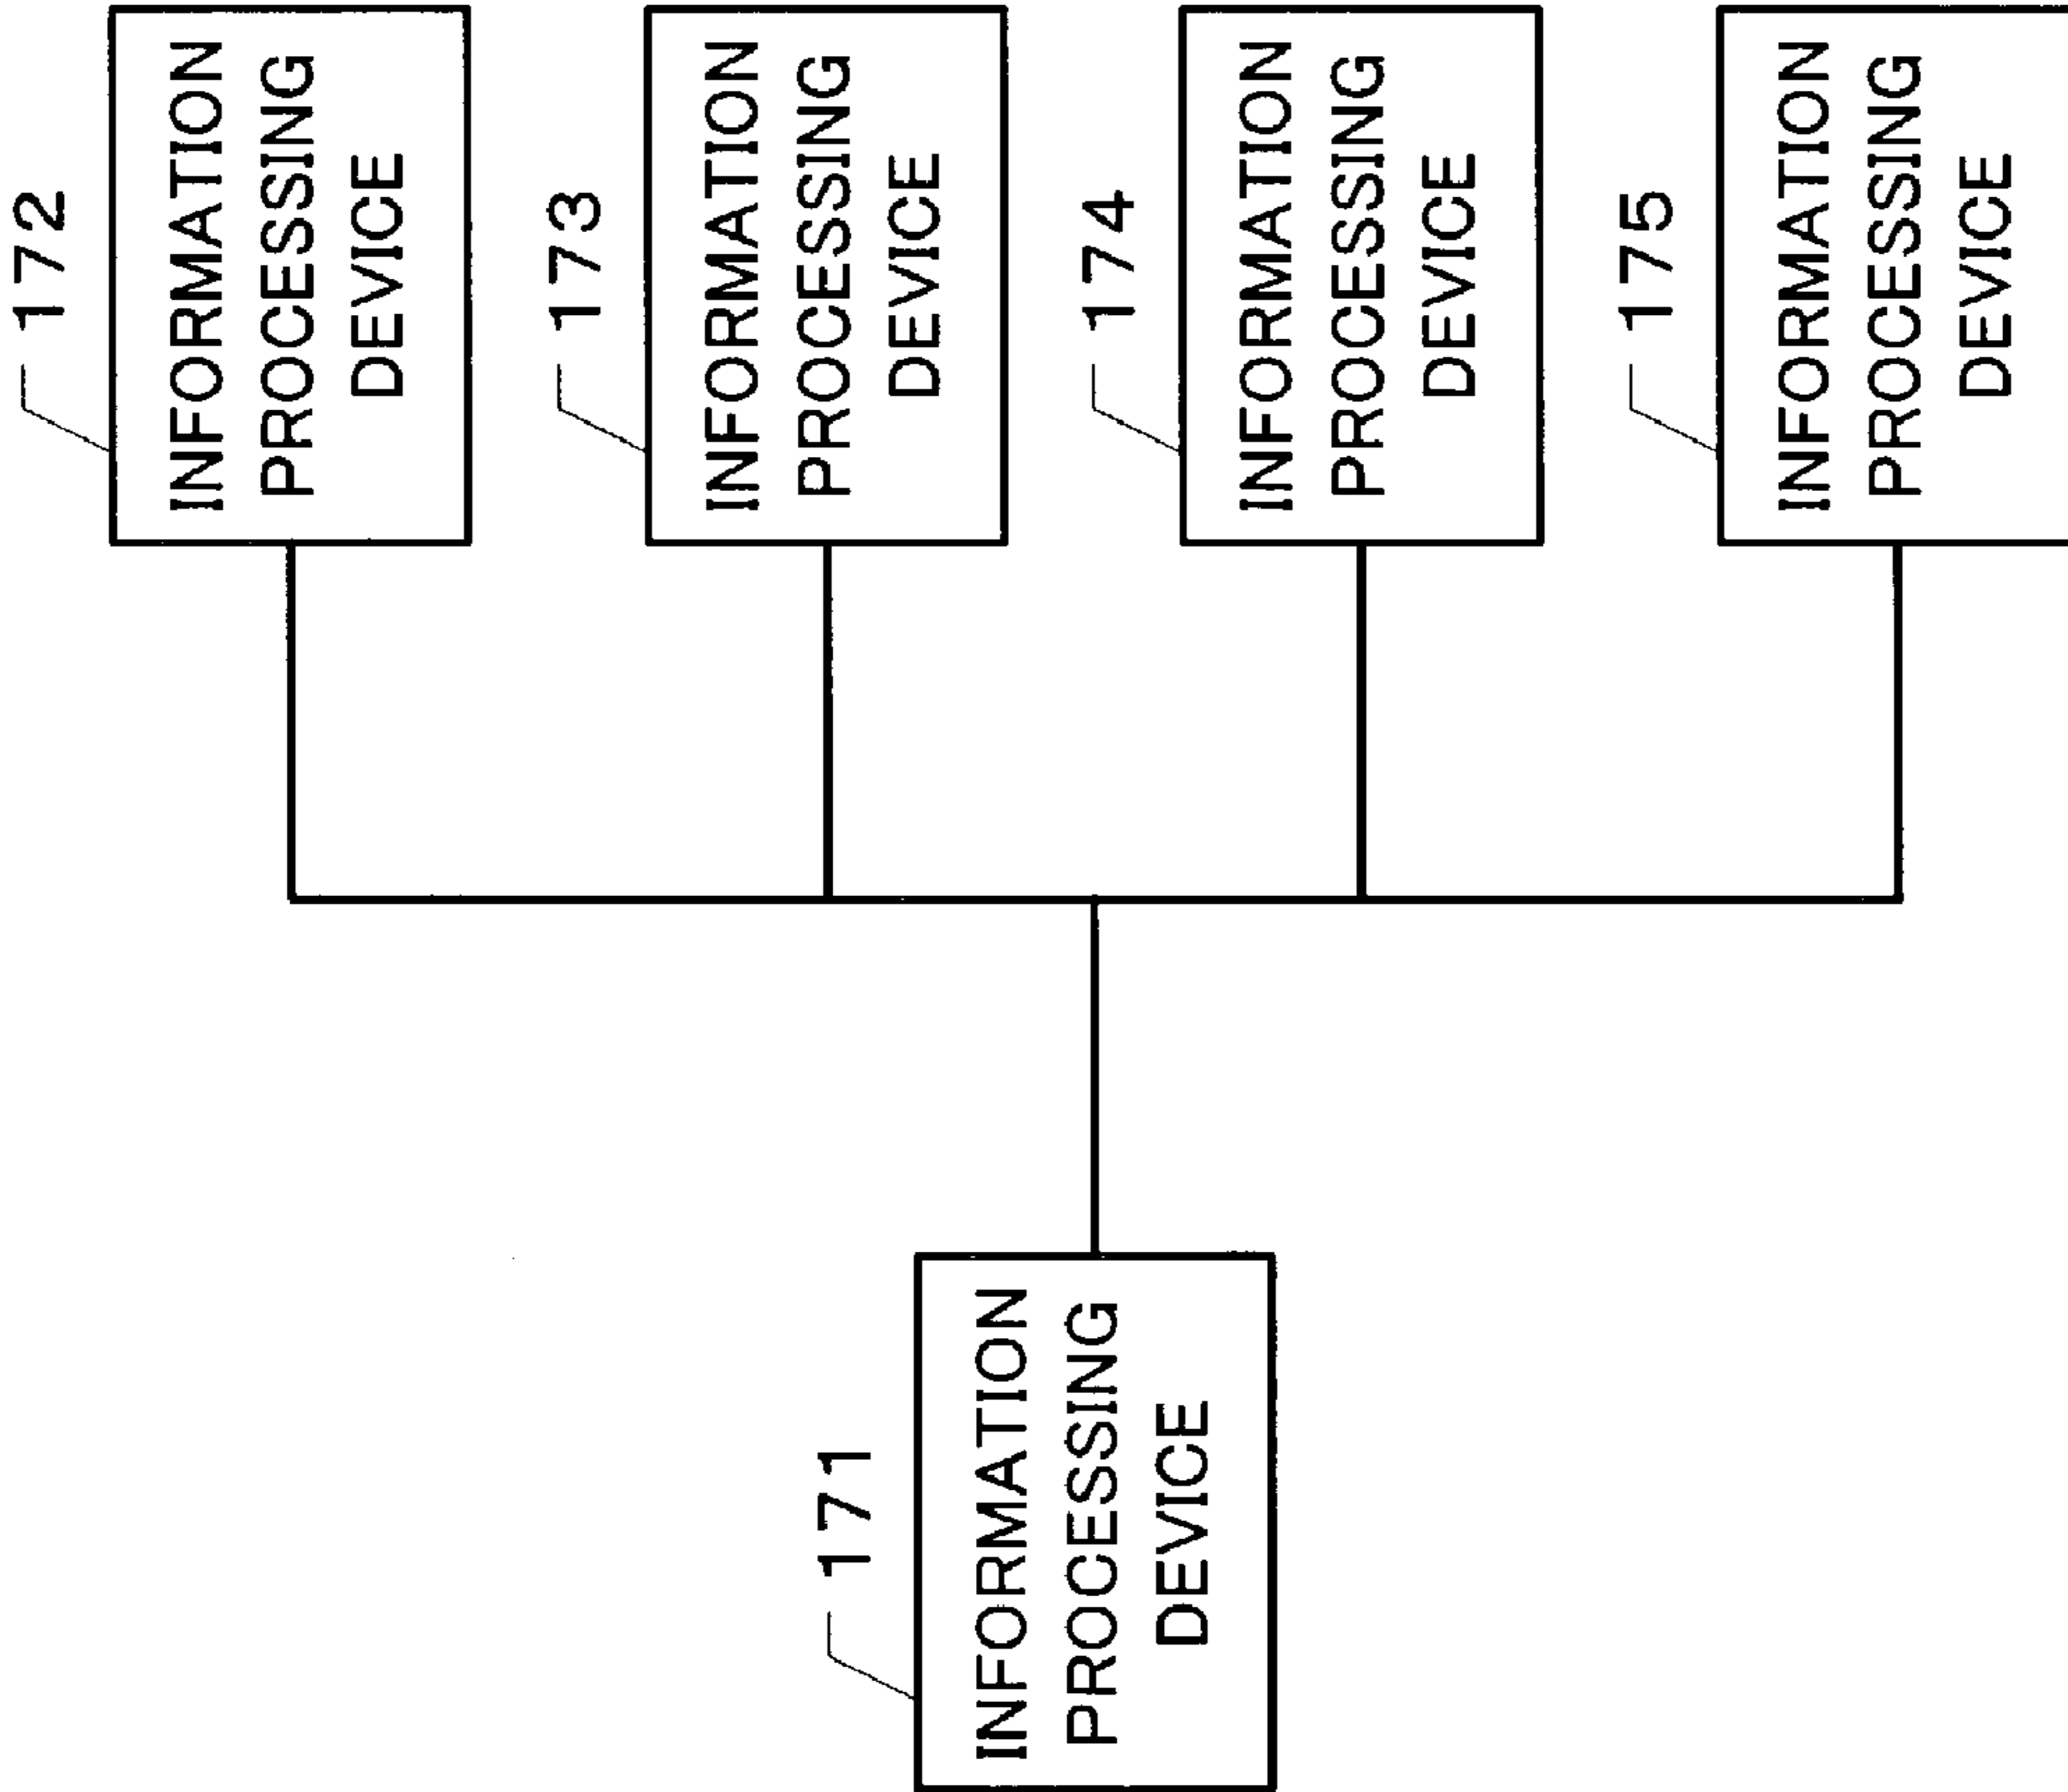 171
INFORMATION
PROCESSING
DEVICE
172
INFORMATION
PROCESSING
DEVICE
173
INFORMATION
PROCESSING
DEVICE
174
INFORMATION
PROCESSING
DEVICE
175
INFORMATION
PROCESSING
DEVICE